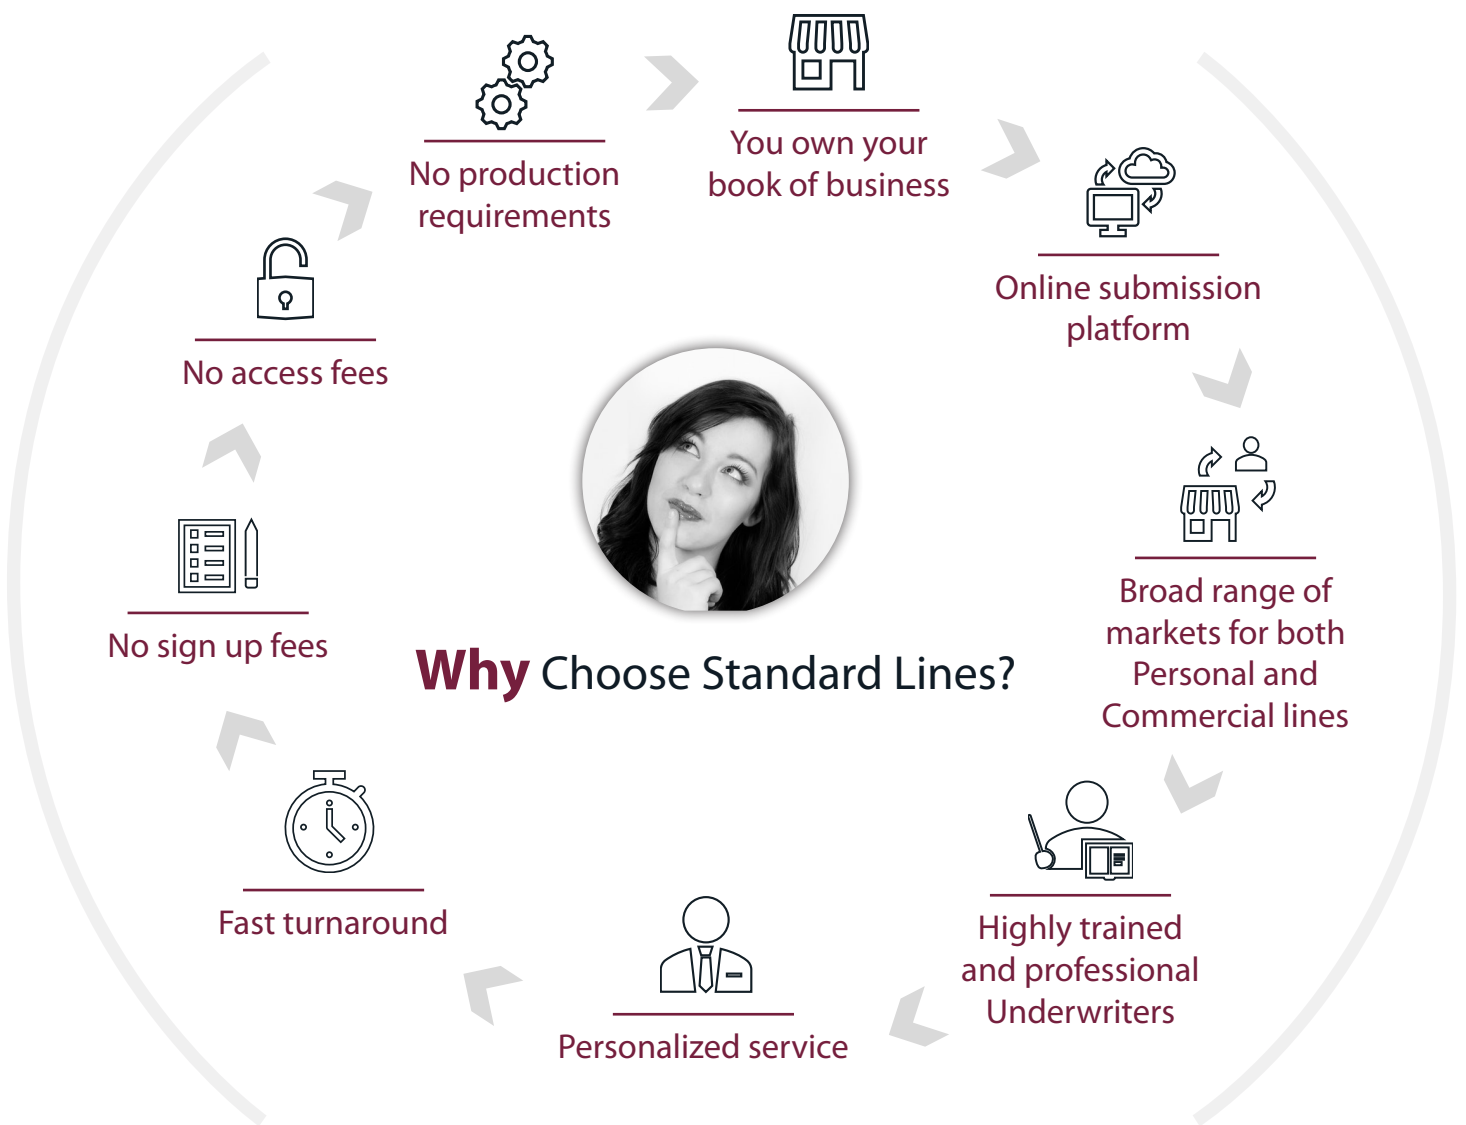 No production
requirements
You own your
book of business
Online submission
platform
Broad range of
markets for both
Personal and
Commercial lines
Highly trained
and professional
Underwriters
Personalized service
Fast turnaround
No sign up fees
No access fees
Why Choose Standard Lines?